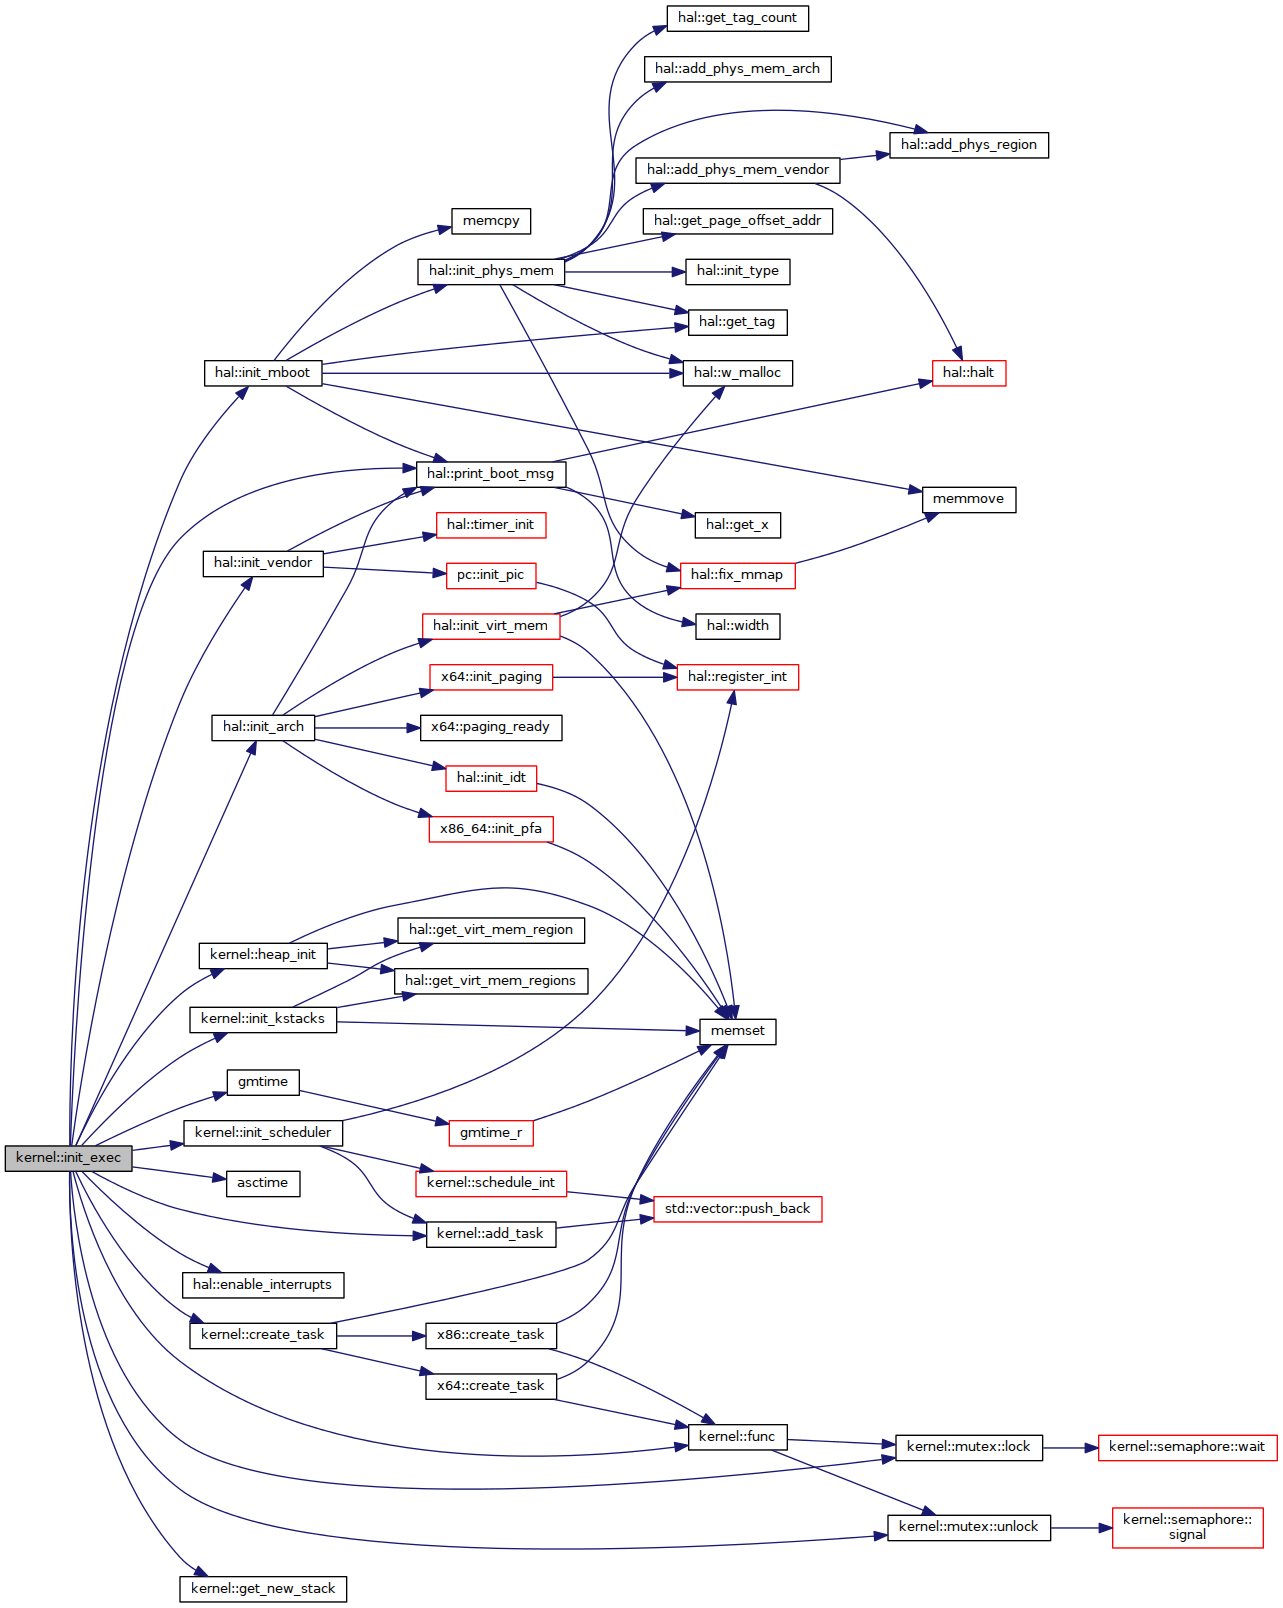 hal::get_tag_count
hal::add_phys_mem_arch
hal::add_phys_region
hal::add_phys_mem_vendor
memcpy
hal::get_page_offset_addr
hal::init_phys_mem
hal::init_type
hal::get_tag
hal::init_mboot
hal::w_malloc
hal::halt
hal::print_boot_msg
memmove
hal::timer_init
hal::get_x
hal::init_vendor
pc::init_pic
hal::fix_mmap
hal::init_virt_mem
hal::width
x64::init_paging
hal::register_int
hal::init_arch
x64::paging_ready
hal::init_idt
x86_64::init_pfa
hal::get_virt_mem_region
kernel::heap_init
hal::get_virt_mem_regions
kernel::init_kstacks
memset
gmtime
kernel::init_scheduler
gmtime_r
kernel::init_exec
asctime
kernel::schedule_int
std::vector::push_back
kernel::add_task
hal::enable_interrupts
kernel::create_task
x86::create_task
x64::create_task
kernel::func
kernel::mutex::lock
kernel::semaphore::wait
kernel::mutex::unlock
kernel::semaphore::
signal
kernel::get_new_stack